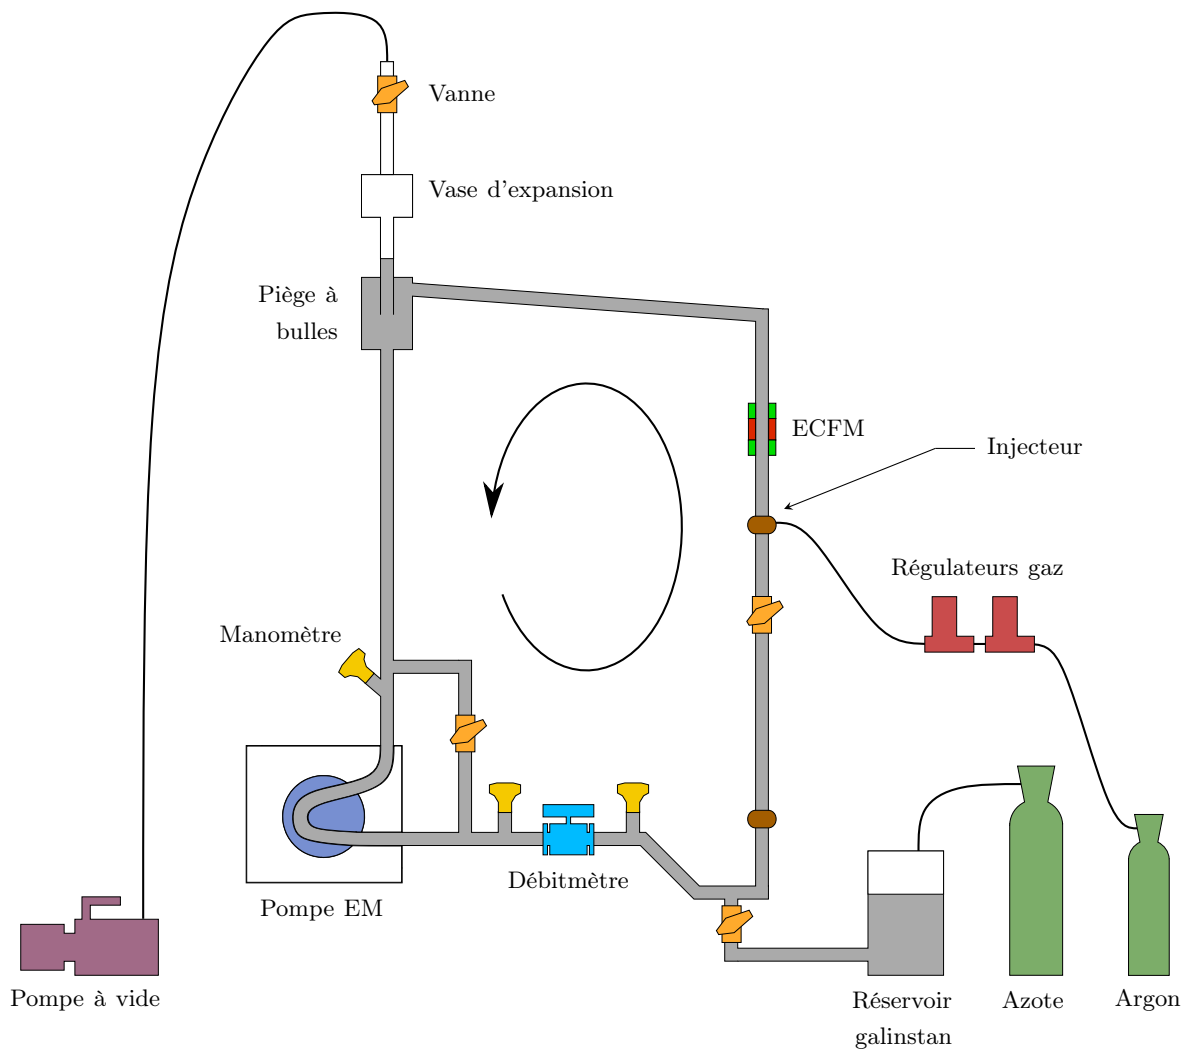 Vanne
Vase d'expansion
Piège à
bulles
ECFM
Injecteur
Régulateurs gaz
Manomètre
Débitmètre
Pompe EM
Pompe à vide
Réservoir
galinstan
Azote
Argon